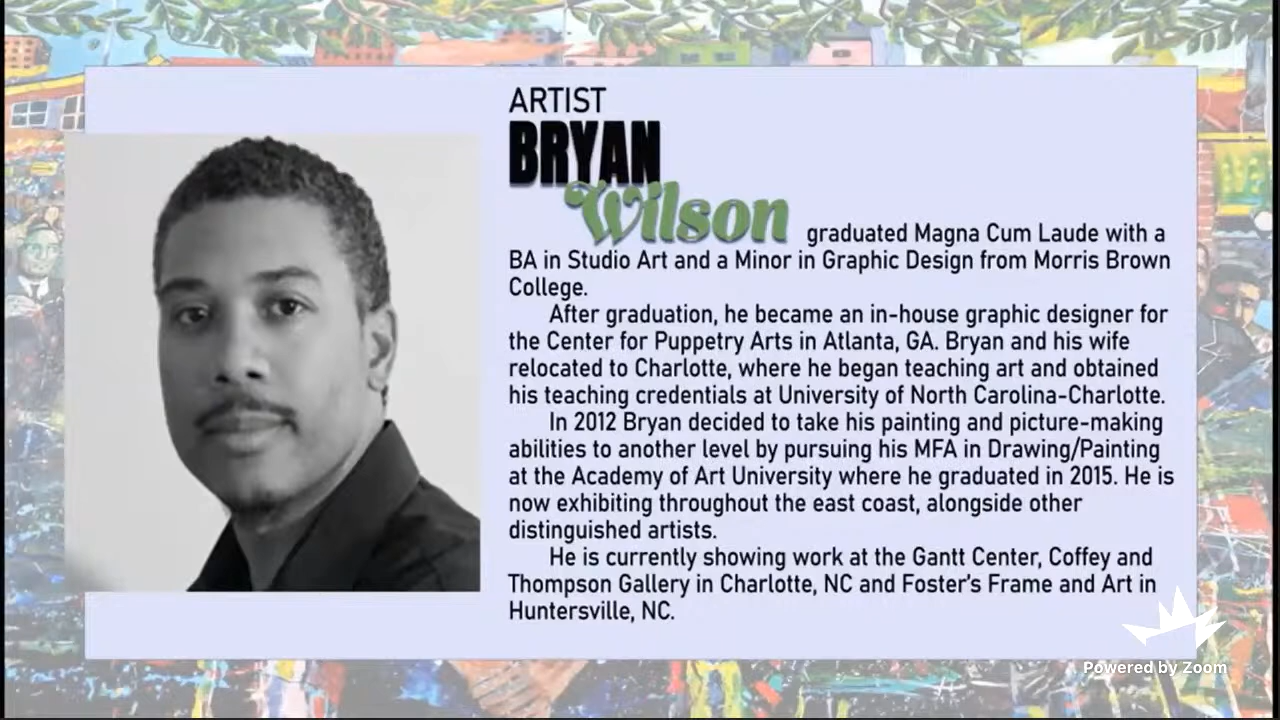 ARTIST
BRYAN
Wilson graduated Magna Cum Laude with a
BA in Studio Art and a Minor in Graphic Design from Morris Brown
College.
After graduation, he became an in-house graphic designer for
the Center for Puppetry Arts in Atlanta, GA. Bryan and his wife
relocated to Charlotte, where he began teaching art and obtained
his teaching credentials at University of North Carolina-Charlotte.
In 2012 Bryan decided to take his painting and picture-making
abilities to another level by pursuing his MFA in Drawing/Painting
at the Academy of Art University where he graduated in 2015. He is
now exhibiting throughout the east coast, alongside other
distinguished artists.
He is currently showing work at the Gantt Center, Coffey and
Thompson Gallery in Charlotte, NC and Foster's Frame and Art in
Huntersville, NC.
Powered by Zoom